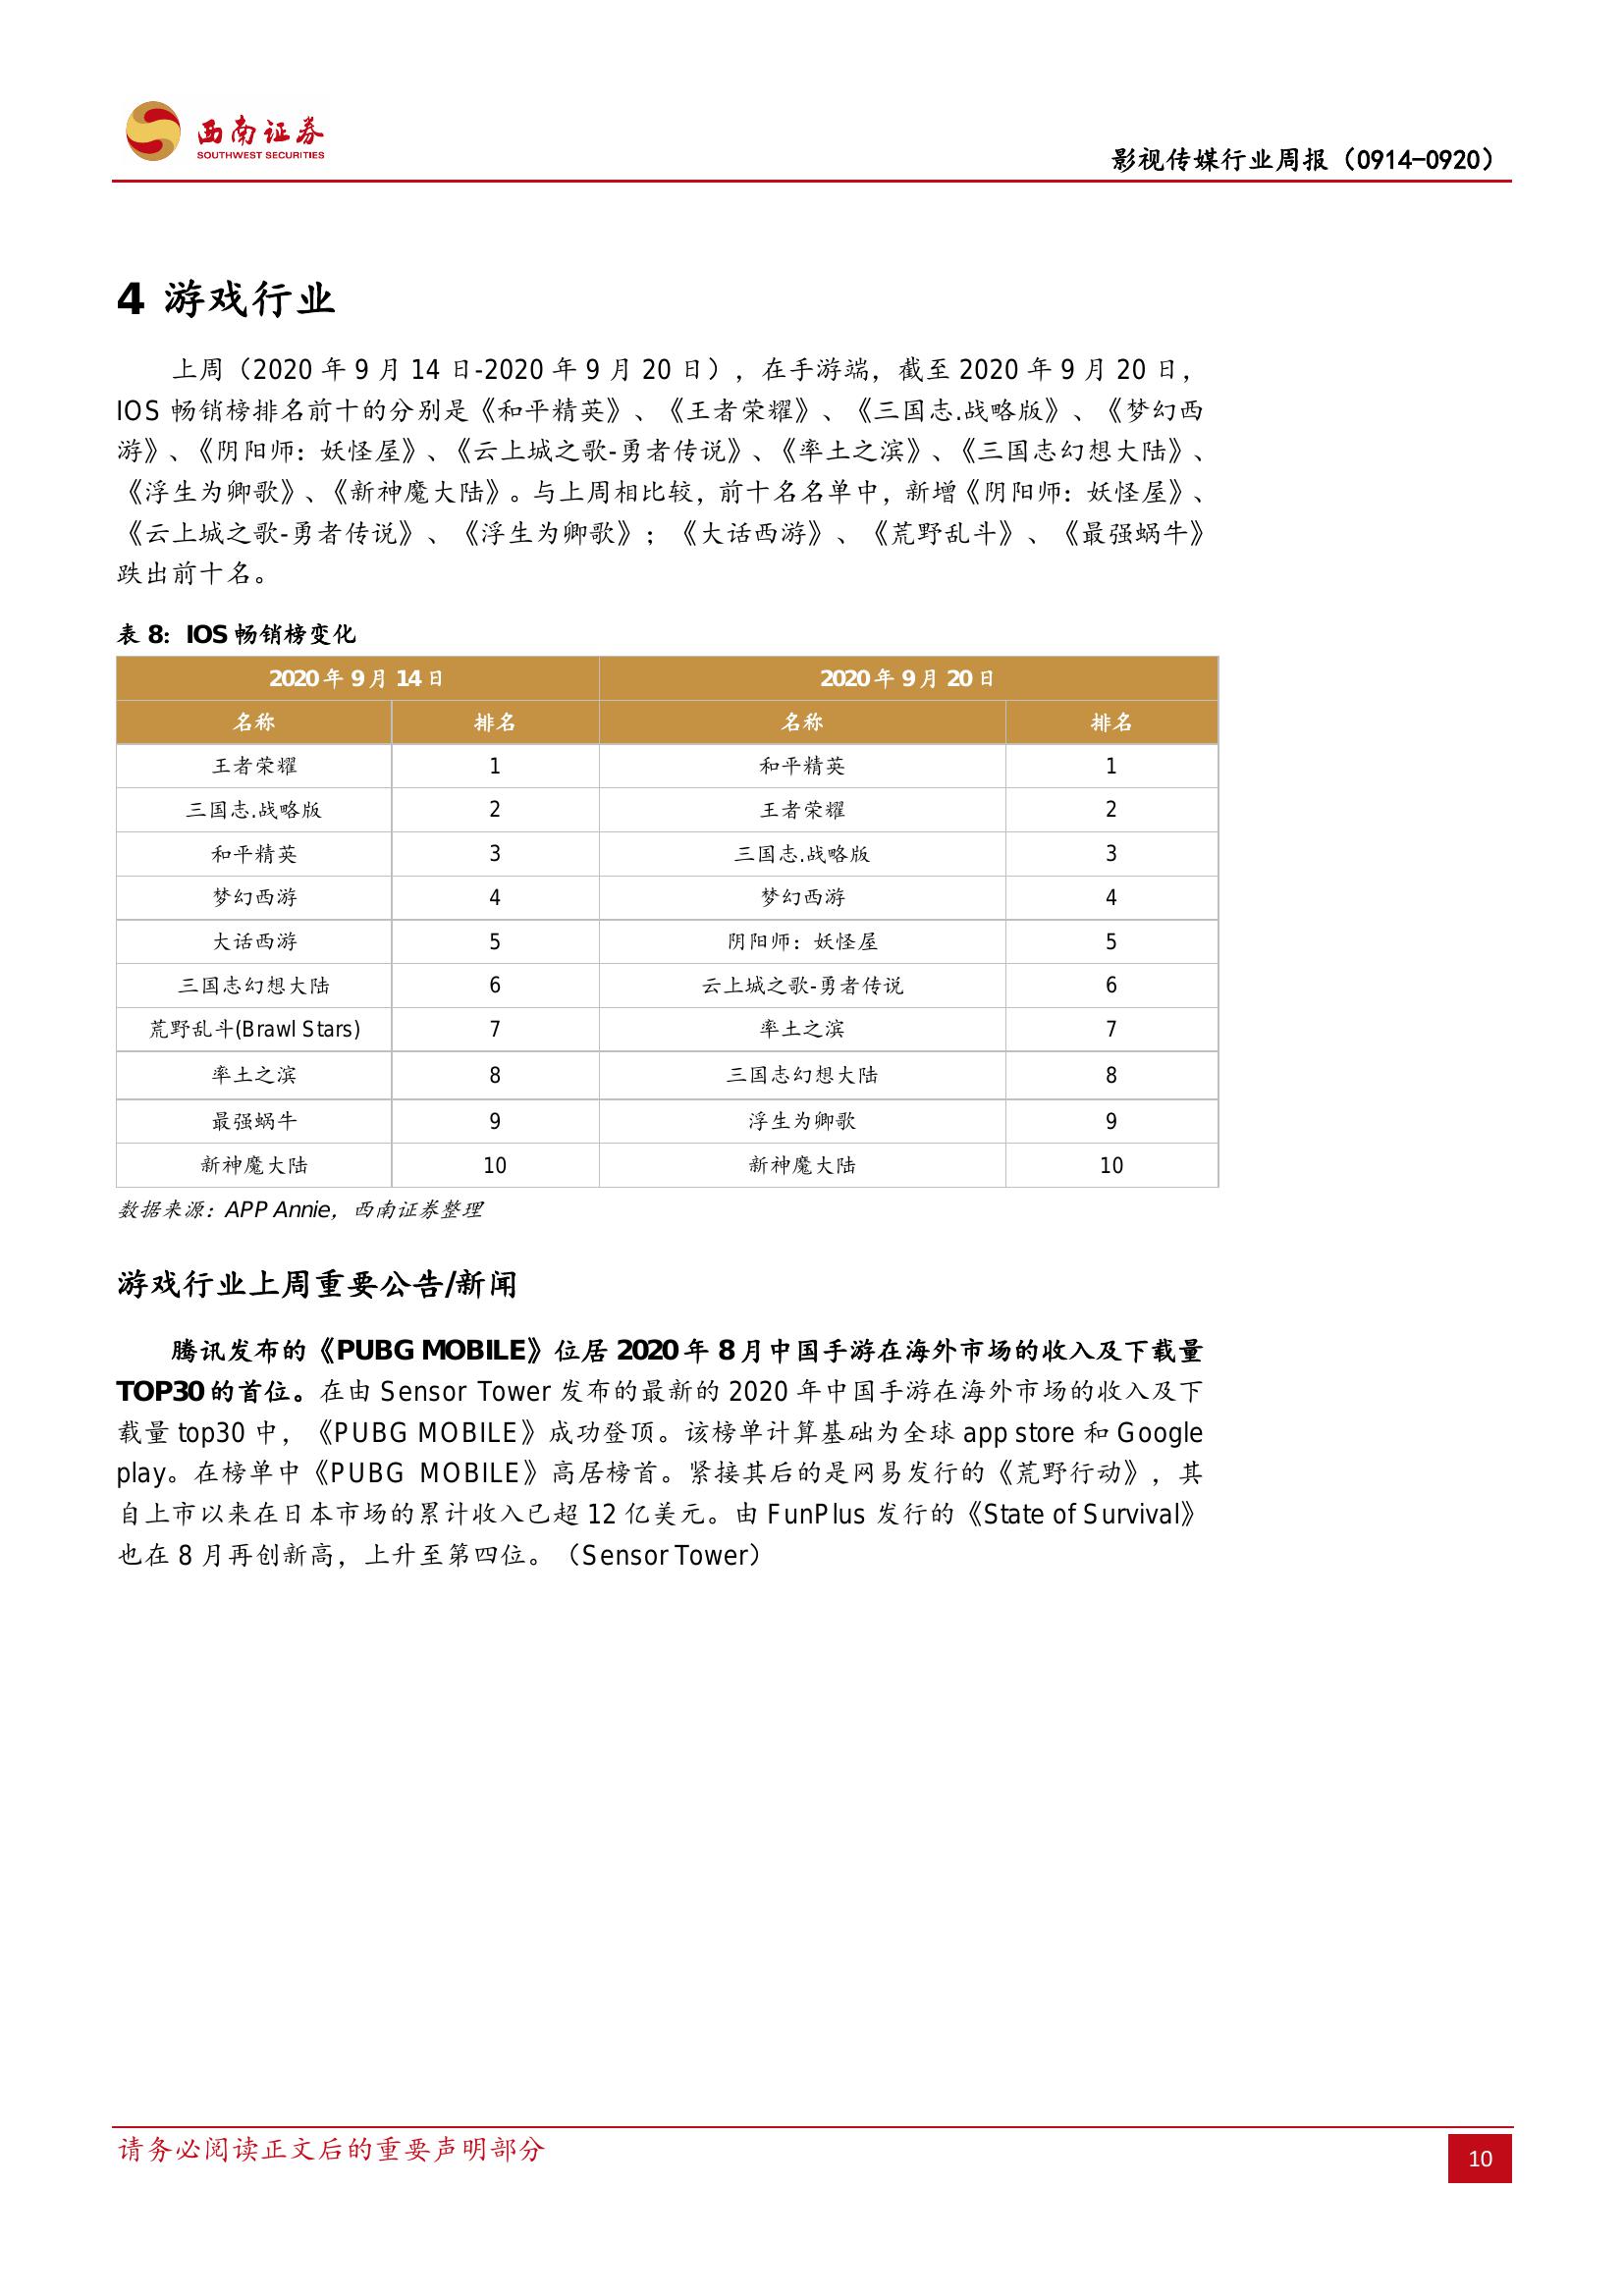 西南证券
SOUTHWEST SECURITIES
影视传媒行业周报（0914-0920）
4 游戏行业
上周（2020 年 9 月 14 日-2020 年 9 月 20 日），在手游端，截至 2020 年 9 月 20 日，
IOS 畅销榜排名前十的分别是《和平精英》、《王者荣耀》、《三国志.战略版》、《梦幻西
游》、《阴阳师：妖怪屋》、《云上城之歌-勇者传说》、《率土之滨》、《三国志幻想大陆》、
《浮生为卿歌》、《新神魔大陆》。与上周相比较，前十名名单中，新增《阴阳师：妖怪屋》、
《云上城之歌-勇者传说》、《浮生为卿歌》；《大话西游》、《荒野乱斗》、《最强蜗牛》
跌出前十名。
表 8：IOS 畅销榜变化
2020 年 9 月 14 日 2020 年 9 月 20 日
名称 排名 名称 排名
王者荣耀 1 和平精英 1
三国志.战略版 2 王者荣耀 2
和平精英 3 三国志.战略版 3
梦幻西游 4 梦幻西游 4
大话西游 5 阴阳师：妖怪屋 5
三国志幻想大陆 6 云上城之歌-勇者传说 6
荒野乱斗(Brawl Stars) 7 率土之滨 7
率土之滨 8 三国志幻想大陆 8
最强蜗牛 9 浮生为卿歌 9
新神魔大陆 10 新神魔大陆 10
数据来源：APP Annie，西南证券整理
游戏行业上周重要公告/新闻
腾讯发布的《PUBG MOBILE》位居 2020 年 8 月中国手游在海外市场的收入及下载量
TOP30 的首位。在由 Sensor Tower 发布的最新的 2020 年中国手游在海外市场的收入及下
载量 top30 中，《PUBG MOBILE》成功登顶。该榜单计算基础为全球 app store 和 Google
play。在榜单中《PUBG MOBILE》高居榜首。紧接其后的是网易发行的《荒野行动》，其
自上市以来在日本市场的累计收入已超 12 亿美元。由 FunPlus 发行的《State of Survival》
也在 8 月再创新高，上升至第四位。（Sensor Tower）
请务必阅读正文后的重要声明部分
10